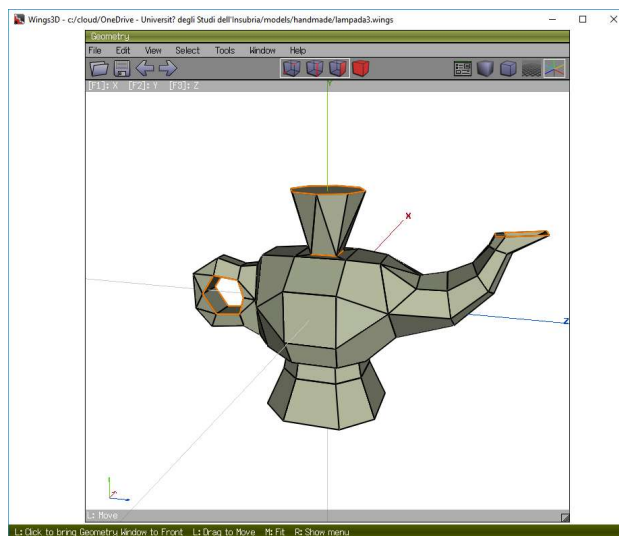 Wings3D - c:/cloud/OneDrive - Universit? degli Studi dell'Insubria/models/handmade/lampada3.wings
Geometry
File Edit View Select Tools Window Help
[F1]: X [F2]: Y [F3]: Z
Y
X
Z
L: Move
L: Click to bring Geometry Window to Front L: Drag to Move M: Fit R: Show menu